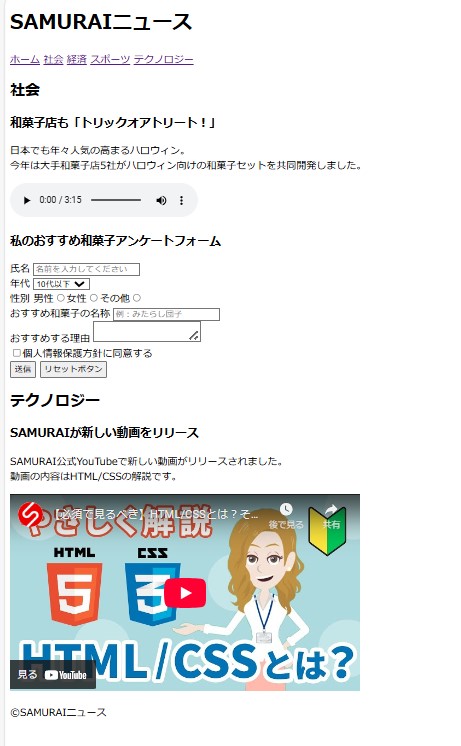 SAMURAIニュース
ホーム 社会 経済 スポーツ テクノロジー
社会
和菓子店も「トリックオアトリート！」
日本でも年々人気の高まるハロウィン。
今年は大手和菓子店5社がハロウィン向けの和菓子セットを共同開発しました。
0:00 / 3:15
私のおすすめ和菓子アンケートフォーム
氏名 名前を入力してください
年代 10代以下
性別 男性 女性 その他
おすすめ和菓子の名称 例：みたらし団子
おすすめする理由
個人情報保護方針に同意する
送信 リセットボタン
テクノロジー
SAMURAIが新しい動画をリリース
SAMURAI公式YouTubeで新しい動画がリリースされました。
動画の内容はHTML/CSSの解説です。
【必須で見るべき】HTML/CSSとは？そ...
後で見る 共有
やさしく解説
HTML CSS
5 3
HTML/CSSとは？
見る YouTube
©SAMURAIニュース